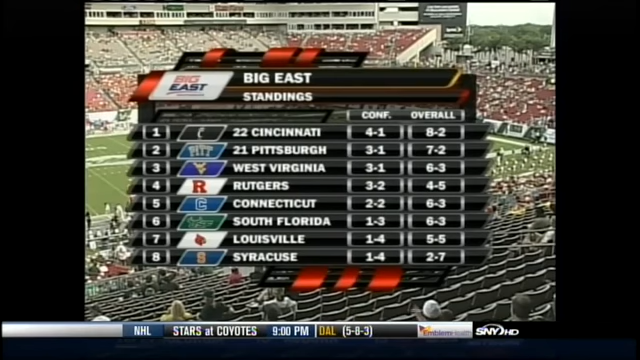 BIG EAST
BIG EAST
STANDINGS
CONF. OVERALL
1 C 22 CINCINNATI 4-1 8-2
2 PITT 21 PITTSBURGH 3-1 7-2
3 WV WEST VIRGINIA 3-1 6-3
4 R RUTGERS 3-2 4-5
5 C CONNECTICUT 2-2 6-3
6 SOUTH FLORIDA 1-3 6-3
7 LOUISVILLE 1-4 5-5
8 S SYRACUSE 1-4 2-7
NHL STARS at COYOTES 9:00 PM DAL (5-8-3) EmblemHealth SNY HD